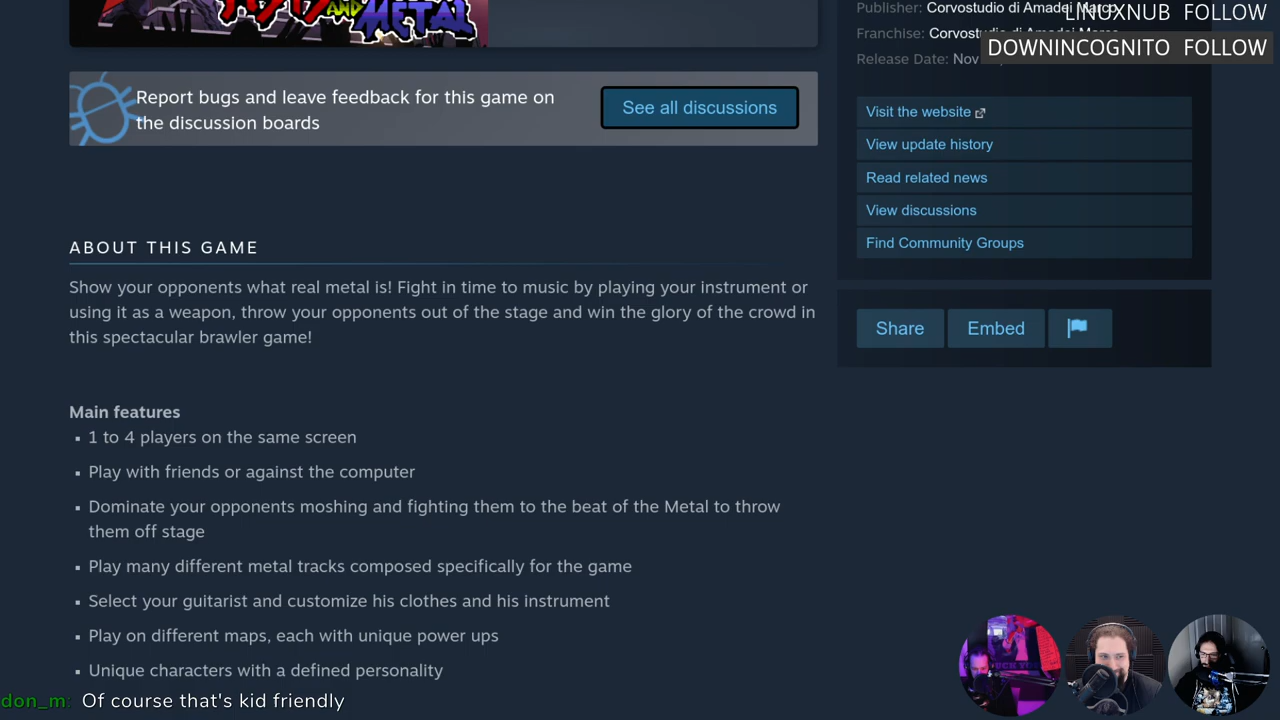 AND METAL
Publisher: Corvostudio di Amadei Marco
LINUXNUB FOLLOW
Franchise: Corvostudio di Amadei Marco
DOWNINCOGNITO FOLLOW
Release Date: Nov
Report bugs and leave feedback for this game on
the discussion boards
See all discussions
Visit the website
View update history
Read related news
View discussions
Find Community Groups
Share Embed
ABOUT THIS GAME
Show your opponents what real metal is! Fight in time to music by playing your instrument or
using it as a weapon, throw your opponents out of the stage and win the glory of the crowd in
this spectacular brawler game!
Main features
▪ 1 to 4 players on the same screen
▪ Play with friends or against the computer
▪ Dominate your opponents moshing and fighting them to the beat of the Metal to throw
them off stage
▪ Play many different metal tracks composed specifically for the game
▪ Select your guitarist and customize his clothes and his instrument
▪ Play on different maps, each with unique power ups
▪ Unique characters with a defined personality
don_m: Of course that's kid friendly